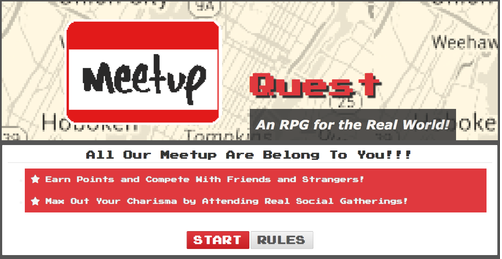 9A
Weehaw
meetup
Quest
25
An RPG for the Real World!
Hoboken
Tompkins
All Our Meetup Are Belong To You!!!
Earn Points and Compete With Friends and Strangers!
Max Out Your Charisma by Attending Real Social Gatherings!
START RULES